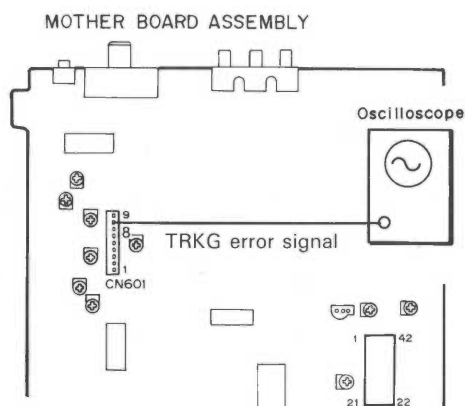 MOTHER BOARD ASSEMBLY
Oscilloscope
9
8
TRKG error signal
1
CN601
1 42
21 22